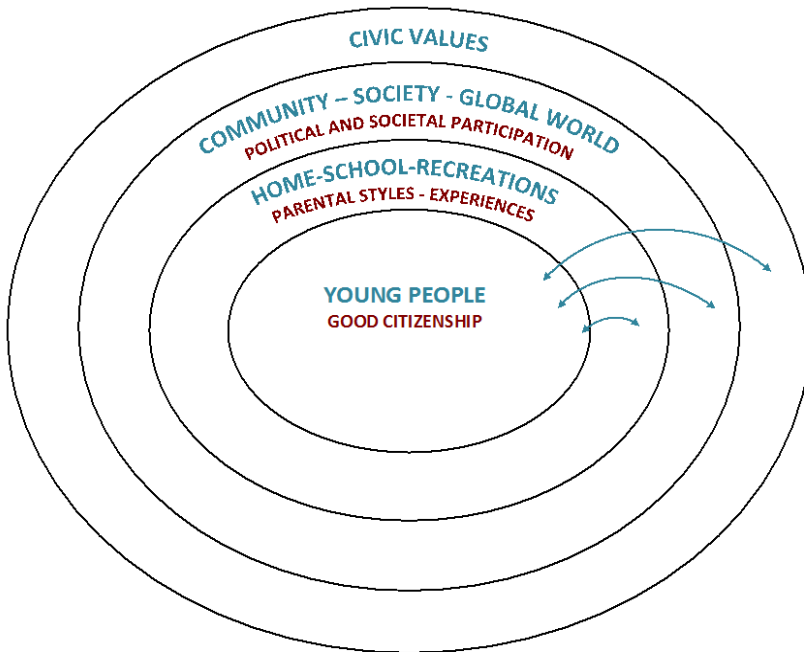 CIVIC VALUES
COMMUNITY – SOCIETY - GLOBAL WORLD
POLITICAL AND SOCIETAL PARTICIPATION
HOME-SCHOOL-RECREATIONS
PARENTAL STYLES - EXPERIENCES
YOUNG PEOPLE
GOOD CITIZENSHIP